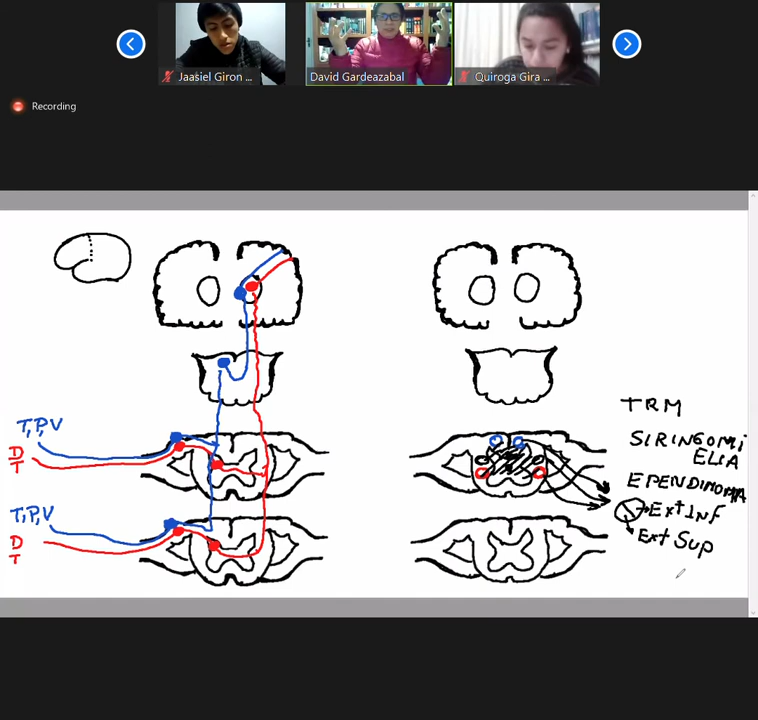 Jaasiel Giron ...
David Gardeazabal
Quiroga Gira ...
Recording
T,P,V
D
T
T,P,V
D
T
TRM
SIRINGOMI
ELIA
EPENDIMOMA
Ext INF
Ext Sup